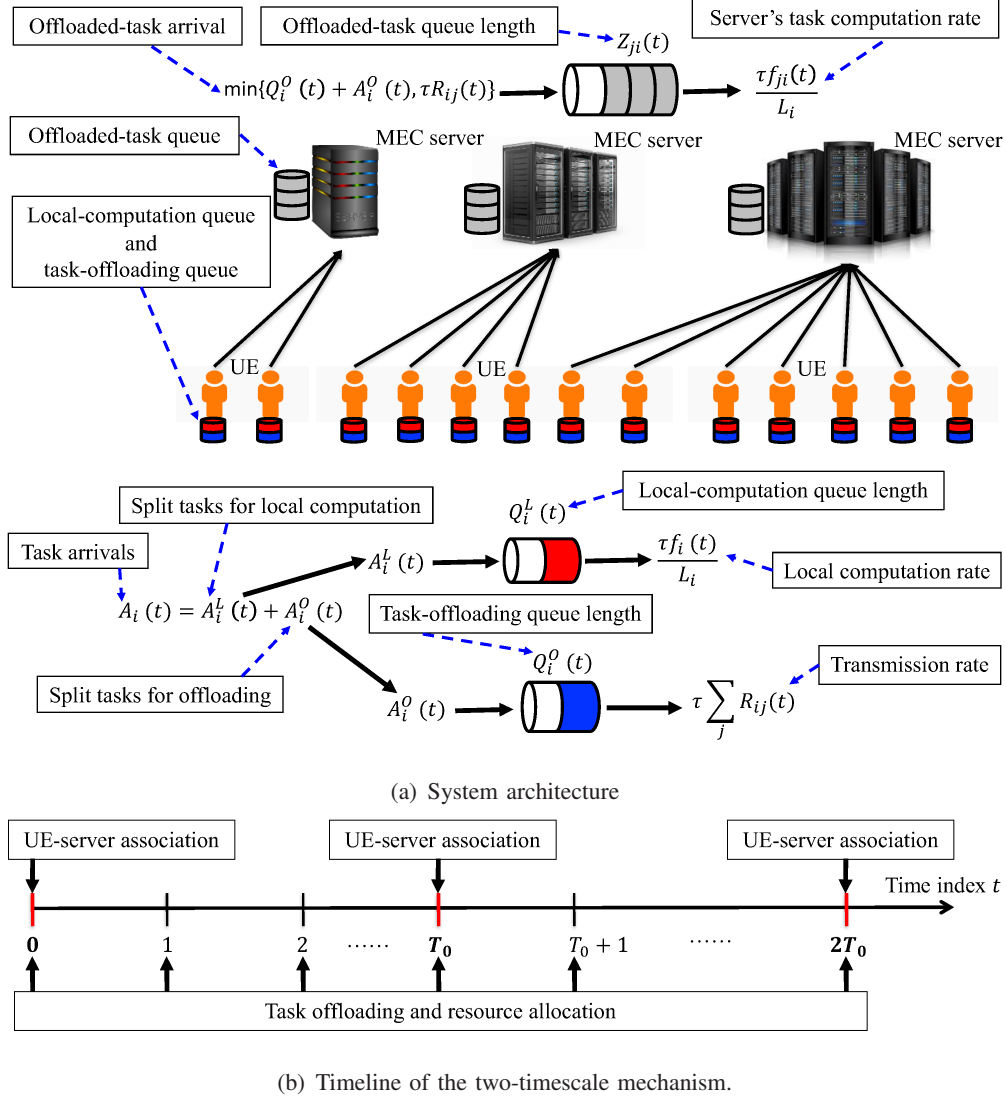 Offloaded-task arrival
Offloaded-task queue length
Server's task computation rate
Z_{ji}(t)
min{Q_i^O (t) + A_i^O (t), τR_{ij}(t)}
τf_{ji}(t)
L_i
Offloaded-task queue
MEC server
MEC server
MEC server
Local-computation queue
and
task-offloading queue
UE
UE
UE
Split tasks for local computation
Local-computation queue length
Q_i^L (t)
Task arrivals
A_i^L (t)
τf_i (t)
L_i
Local computation rate
A_i (t) = A_i^L (t) + A_i^O (t)
Task-offloading queue length
Q_i^O (t)
Transmission rate
Split tasks for offloading
A_i^O (t)
τ ∑_j R_{ij}(t)
(a) System architecture
UE-server association
UE-server association
UE-server association
Time index t
0 1 2 ...... T_0 T_0 + 1 ...... 2T_0
Task offloading and resource allocation
(b) Timeline of the two-timescale mechanism.